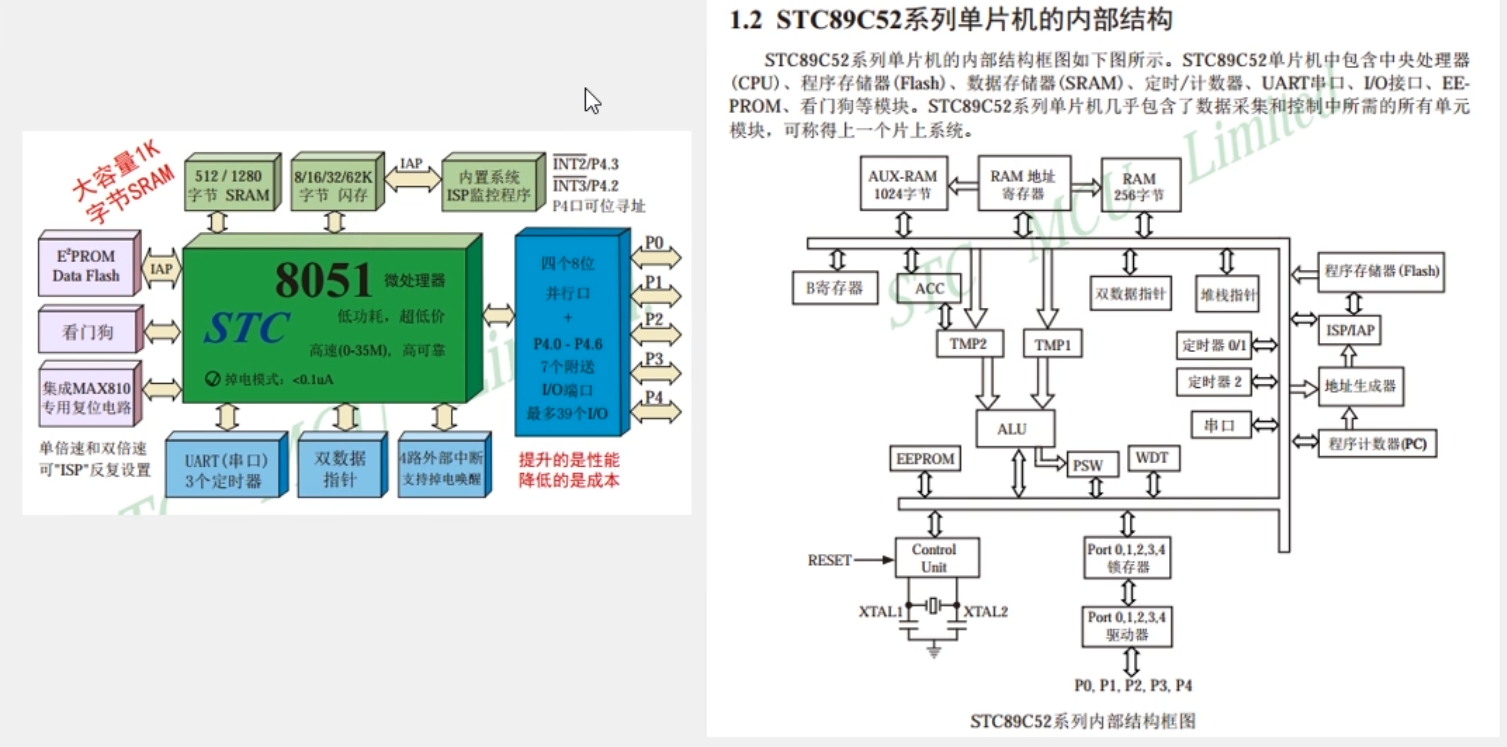 大容量1K
字节SRAM
512 / 1280
字节 SRAM
8/16/32/62K
字节 闪存
IAP
内置系统
ISP监控程序
INT2/P4.3
INT3/P4.2
P4口可位寻址
E²PROM
Data Flash
IAP
看门狗
集成MAX810
专用复位电路
单倍速和双倍速
可"ISP"反复设置
8051 微处理器
STC
低功耗，超低价
高速(0-35M)，高可靠
掉电模式：<0.1uA
四个8位
并行口
+
P4.0 - P4.6
7个附送
I/O端口
最多39个I/O
P0
P1
P2
P3
P4
UART(串口)
3个定时器
双数据
指针
4路外部中断
支持掉电唤醒
提升的是性能
降低的是成本
1.2 STC89C52系列单片机的内部结构
STC89C52系列单片机的内部结构框图如下图所示。STC89C52单片机中包含中央处理器
(CPU)、程序存储器(Flash)、数据存储器(SRAM)、定时/计数器、UART串口、I/O接口、EE-
PROM、看门狗等模块。STC89C52系列单片机几乎包含了数据采集和控制中所需的所有单元
模块，可称得上一个片上系统。
STC MCU Limited
AUX-RAM
1024字节
RAM 地址
寄存器
RAM
256字节
B寄存器
ACC
双数据指针
堆栈指针
程序存储器(Flash)
TMP2
TMP1
定时器 0/1
ISP/IAP
定时器 2
地址生成器
ALU
串口
程序计数器(PC)
EEPROM
PSW
WDT
RESET
Control
Unit
Port 0,1,2,3,4
锁存器
XTAL1
XTAL2
Port 0,1,2,3,4
驱动器
P0, P1, P2, P3, P4
STC89C52系列内部结构框图